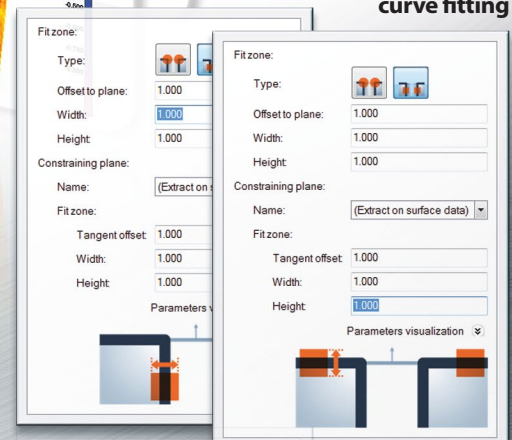 curve fitting
Fit zone:
Type:
Offset to plane: 1.000
Width: 1.000
Height: 1.000
Constraining plane:
Name: (Extract on
Fit zone:
Tangent offset: 1.000
Width: 1.000
Height: 1.000
Parameters
Fit zone:
Type:
Offset to plane: 1.000
Width: 1.000
Height: 1.000
Constraining plane:
Name: (Extract on surface data)
Fit zone:
Tangent offset: 1.000
Width: 1.000
Height: 1.000
Parameters visualization